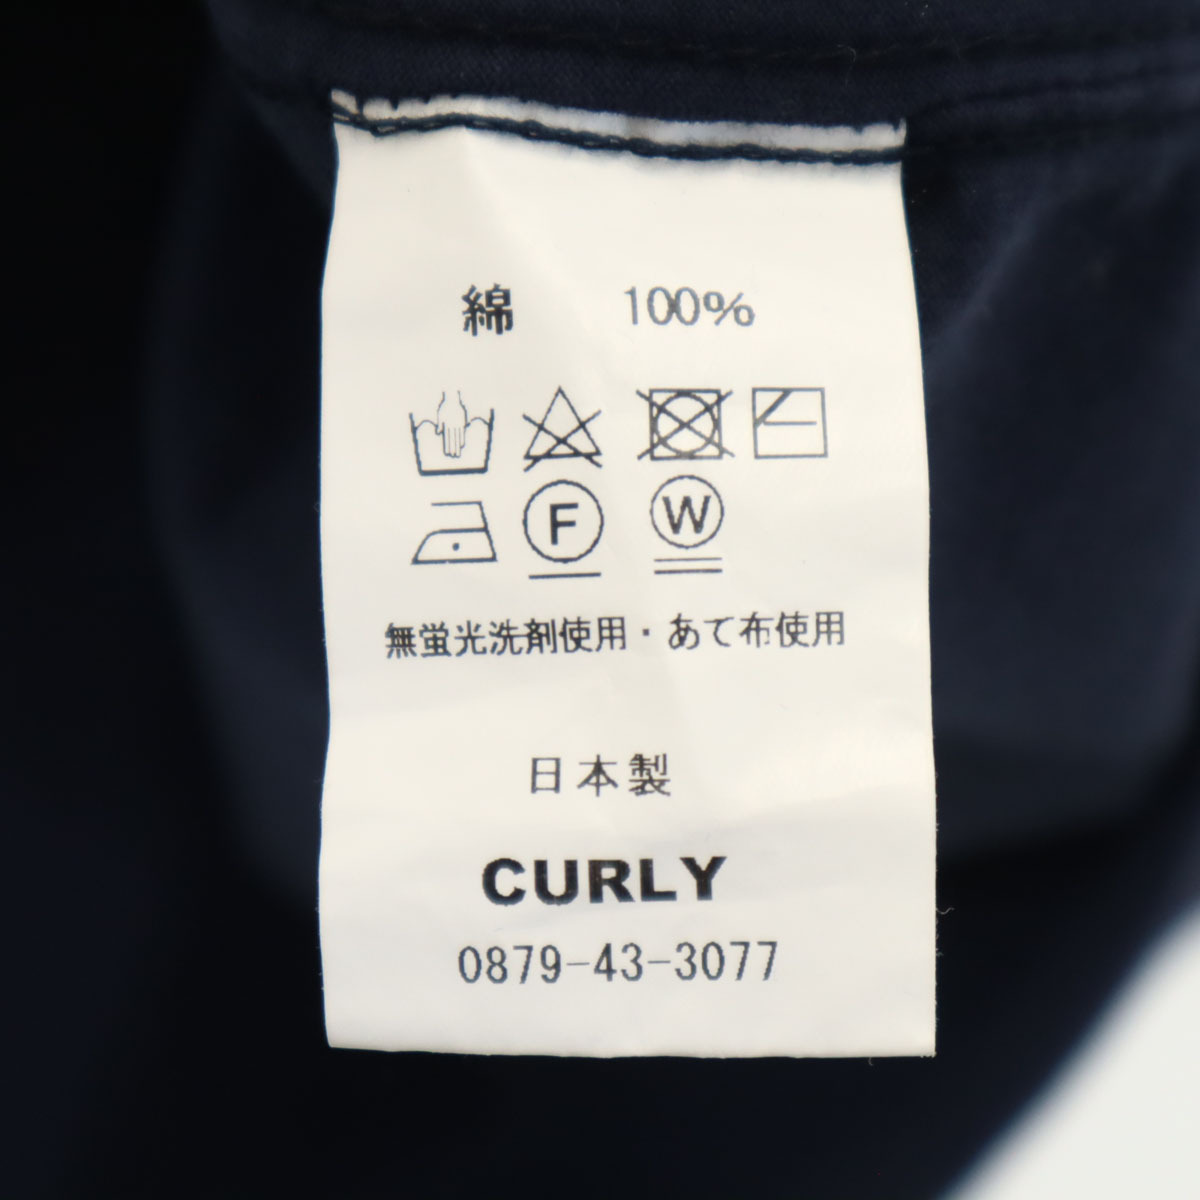 綿 100%
F W
無蛍光洗剤使用・あて布使用
日本製
CURLY
0879-43-3077